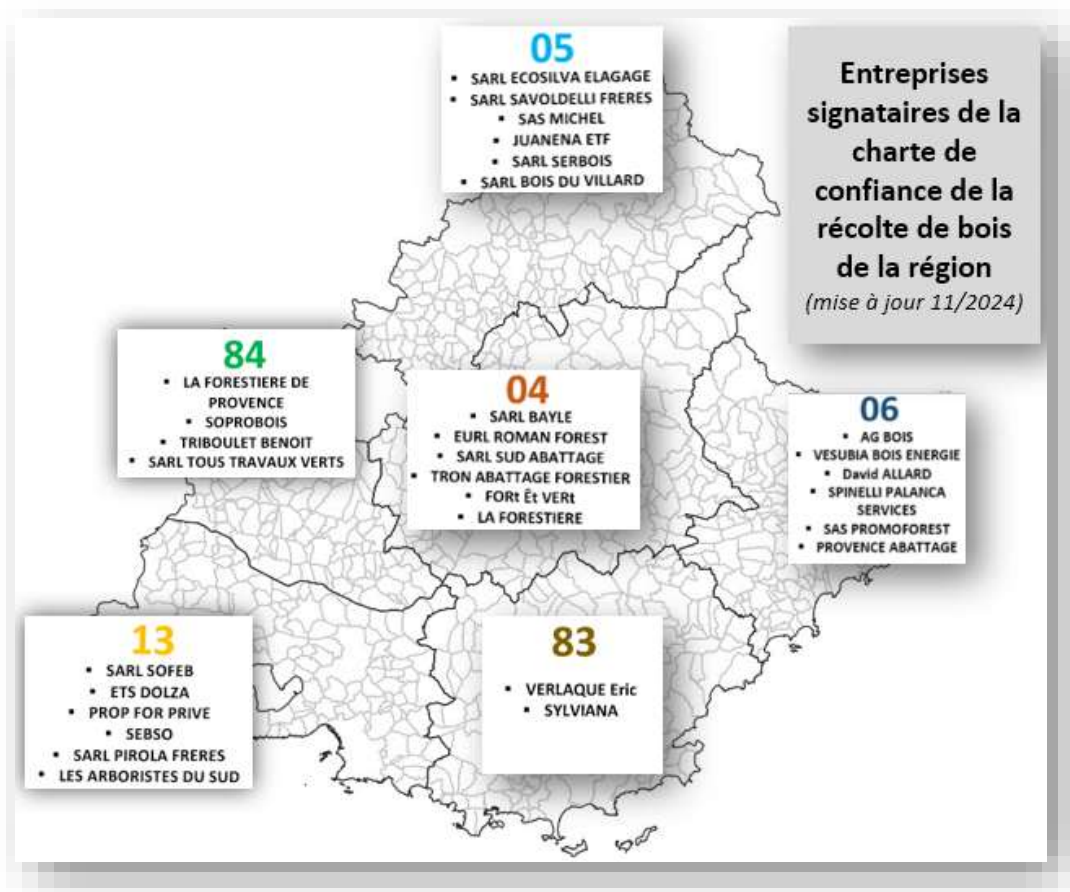 05
▪ SARL ECOSILVA ELAGAGE
▪ SARL SAVOLDELLI FRERES
▪ SAS MICHEL
▪ JUANENA ETF
▪ SARL SERBOIS
▪ SARL BOIS DU VILLARD
Entreprises
signataires de la
charte de
confiance de la
récolte de bois
de la région
(mise à jour 11/2024)
84
▪ LA FORESTIERE DE
PROVENCE
▪ SOPROBOIS
▪ TRIBOULET BENOIT
▪ SARL TOUS TRAVAUX VERTS
04
▪ SARL BAYLE
▪ EURL ROMAN FOREST
▪ SARL SUD ABATTAGE
▪ TRON ABATTAGE FORESTIER
▪ FORt Êt VERt
▪ LA FORESTIERE
06
▪ AG BOIS
▪ VESUBIA BOIS ENERGIE
▪ David ALLARD
▪ SPINELLI PALANCA
SERVICES
▪ SAS PROMOFOREST
▪ PROVENCE ABATTAGE
13
▪ SARL SOFEB
▪ ETS DOLZA
▪ PROP FOR PRIVE
▪ SEBSO
▪ SARL PIROLA FRERES
▪ LES ARBORISTES DU SUD
83
▪ VERLAQUE Eric
▪ SYLVIANA